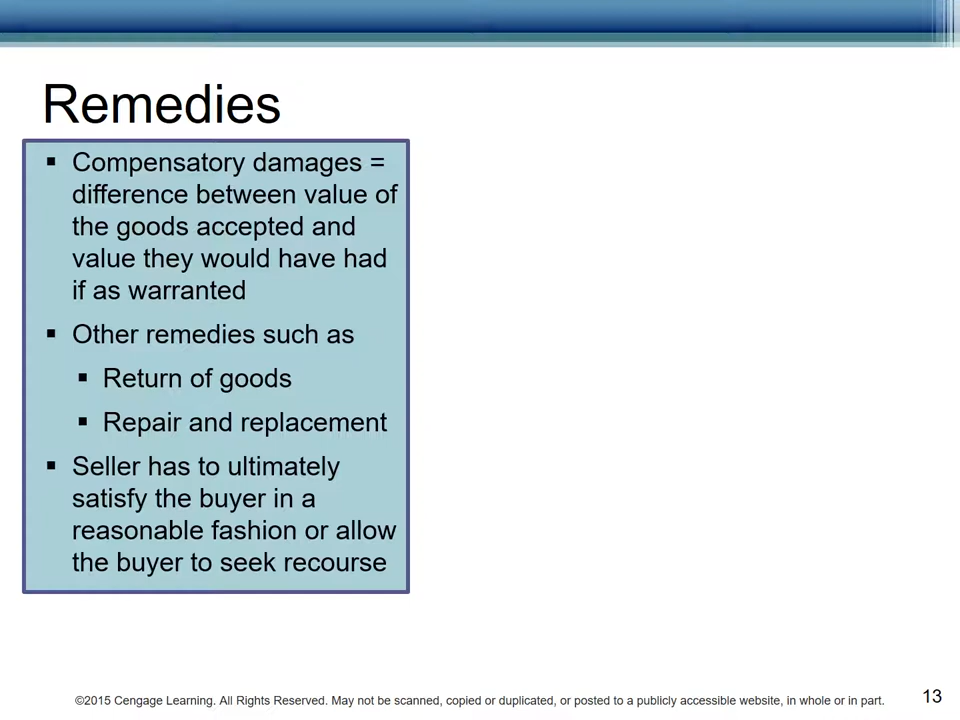 Remedies
▪ Compensatory damages =
difference between value of
the goods accepted and
value they would have had
if as warranted
▪ Other remedies such as
▪ Return of goods
▪ Repair and replacement
▪ Seller has to ultimately
satisfy the buyer in a
reasonable fashion or allow
the buyer to seek recourse
©2015 Cengage Learning. All Rights Reserved. May not be scanned, copied or duplicated, or posted to a publicly accessible website, in whole or in part.
13